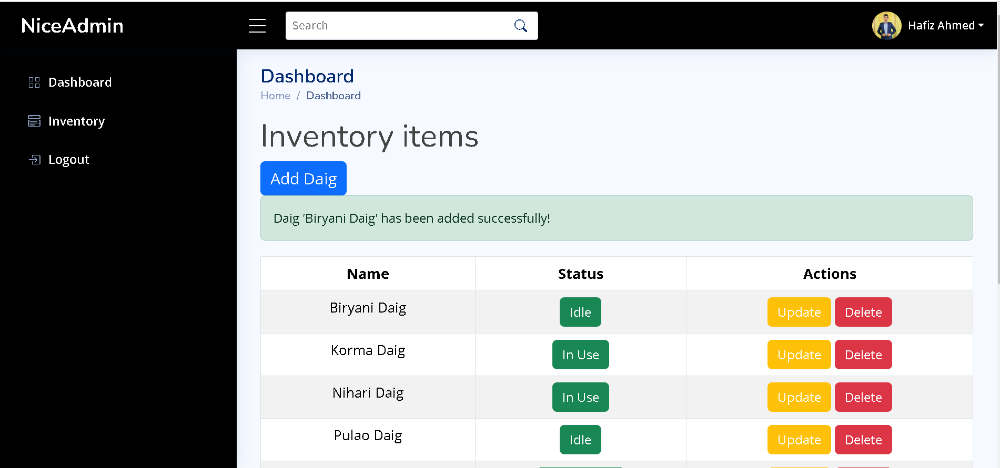 NiceAdmin
Search
Hafiz Ahmed
Dashboard
Inventory
Logout
Dashboard
Home / Dashboard
Inventory items
Add Daig
Daig 'Biryani Daig' has been added successfully!
Name Status Actions
Biryani Daig Idle Update Delete
Korma Daig In Use Update Delete
Nihari Daig In Use Update Delete
Pulao Daig Idle Update Delete